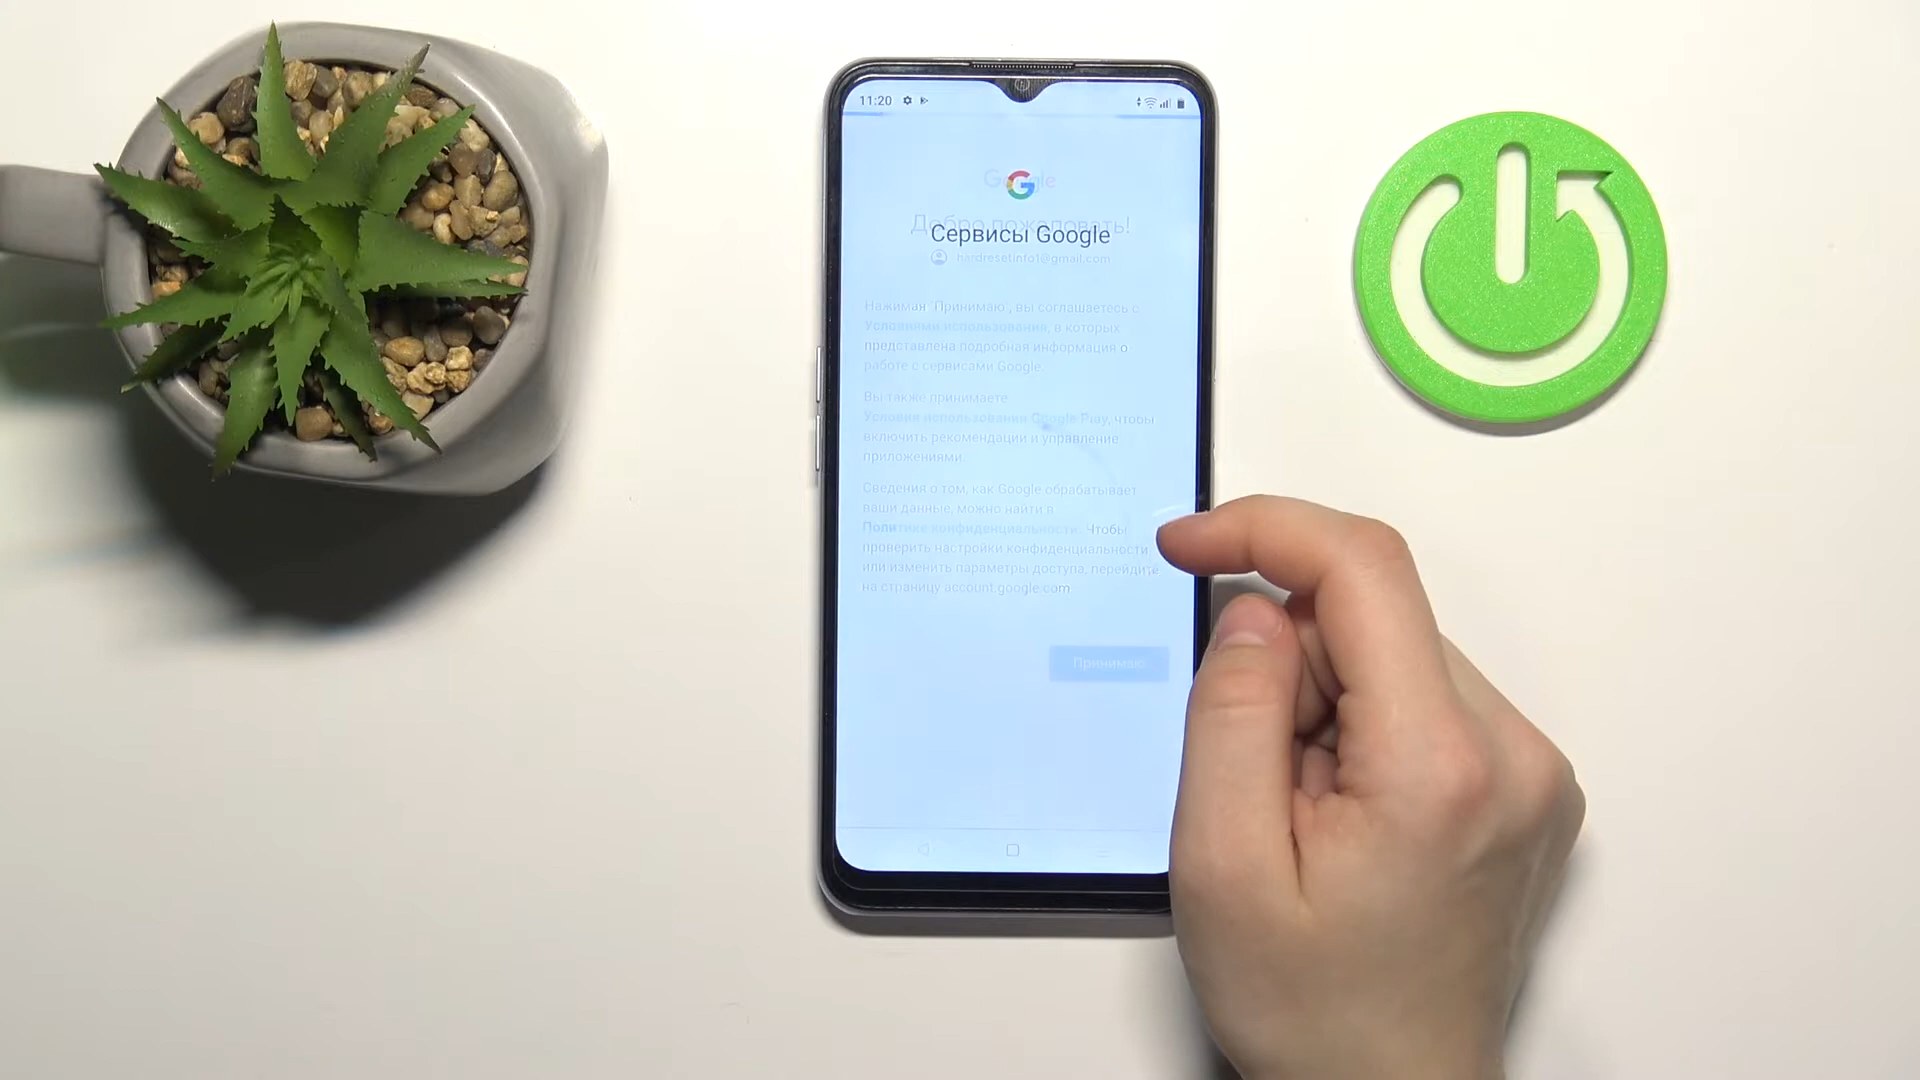 11:20
Google
Добро пожаловать!
Сервисы Google
hardresetinfo1@gmail.com
Нажимая "Принимаю", вы соглашаетесь с
Условиями использования, в которых
представлена подробная информация о
работе с сервисами Google.
Вы также принимаете
Условия использования Google Play, чтобы
включить рекомендации и управление
приложениями.
Сведения о том, как Google обрабатывает
ваши данные, можно найти в
Политике конфиденциальности. Чтобы
проверить настройки конфиденциальности
или изменить параметры доступа, перейдите
на страницу account.google.com
Принимаю